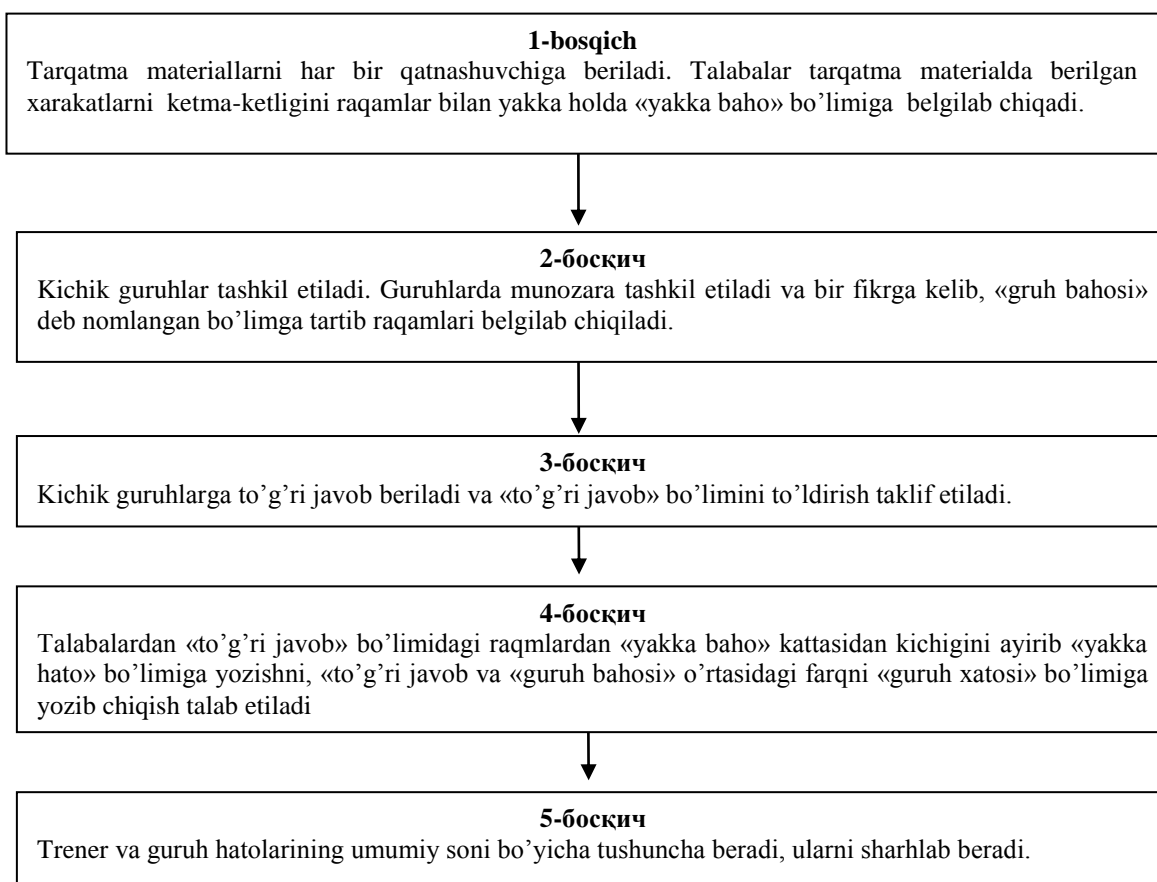 1-bosqich
Tarqatma materiallarni har bir qatnashuvchiga beriladi. Talabalar tarqatma materialda berilgan
xarakatlarni ketma-ketligini raqamlar bilan yakka holda «yakka baho» bo’limiga belgilab chiqadi.
2-босқич
Kichik guruhlar tashkil etiladi. Guruhlarda munozara tashkil etiladi va bir fikrga kelib, «gruh bahosi»
deb nomlangan bo’limga tartib raqamlari belgilab chiqiladi.
3-босқич
Kichik guruhlarga to’g’ri javob beriladi va «to’g’ri javob» bo’limini to’ldirish taklif etiladi.
4-босқич
Talabalardan «to’g’ri javob» bo’limidagi raqmlardan «yakka baho» kattasidan kichigini ayirib «yakka
hato» bo’limiga yozishni, «to’g’ri javob va «guruh bahosi» o’rtasidagi farqni «guruh xatosi» bo’limiga
yozib chiqish talab etiladi
5-босқич
Trener va guruh hatolarining umumiy soni bo’yicha tushuncha beradi, ularni sharhlab beradi.